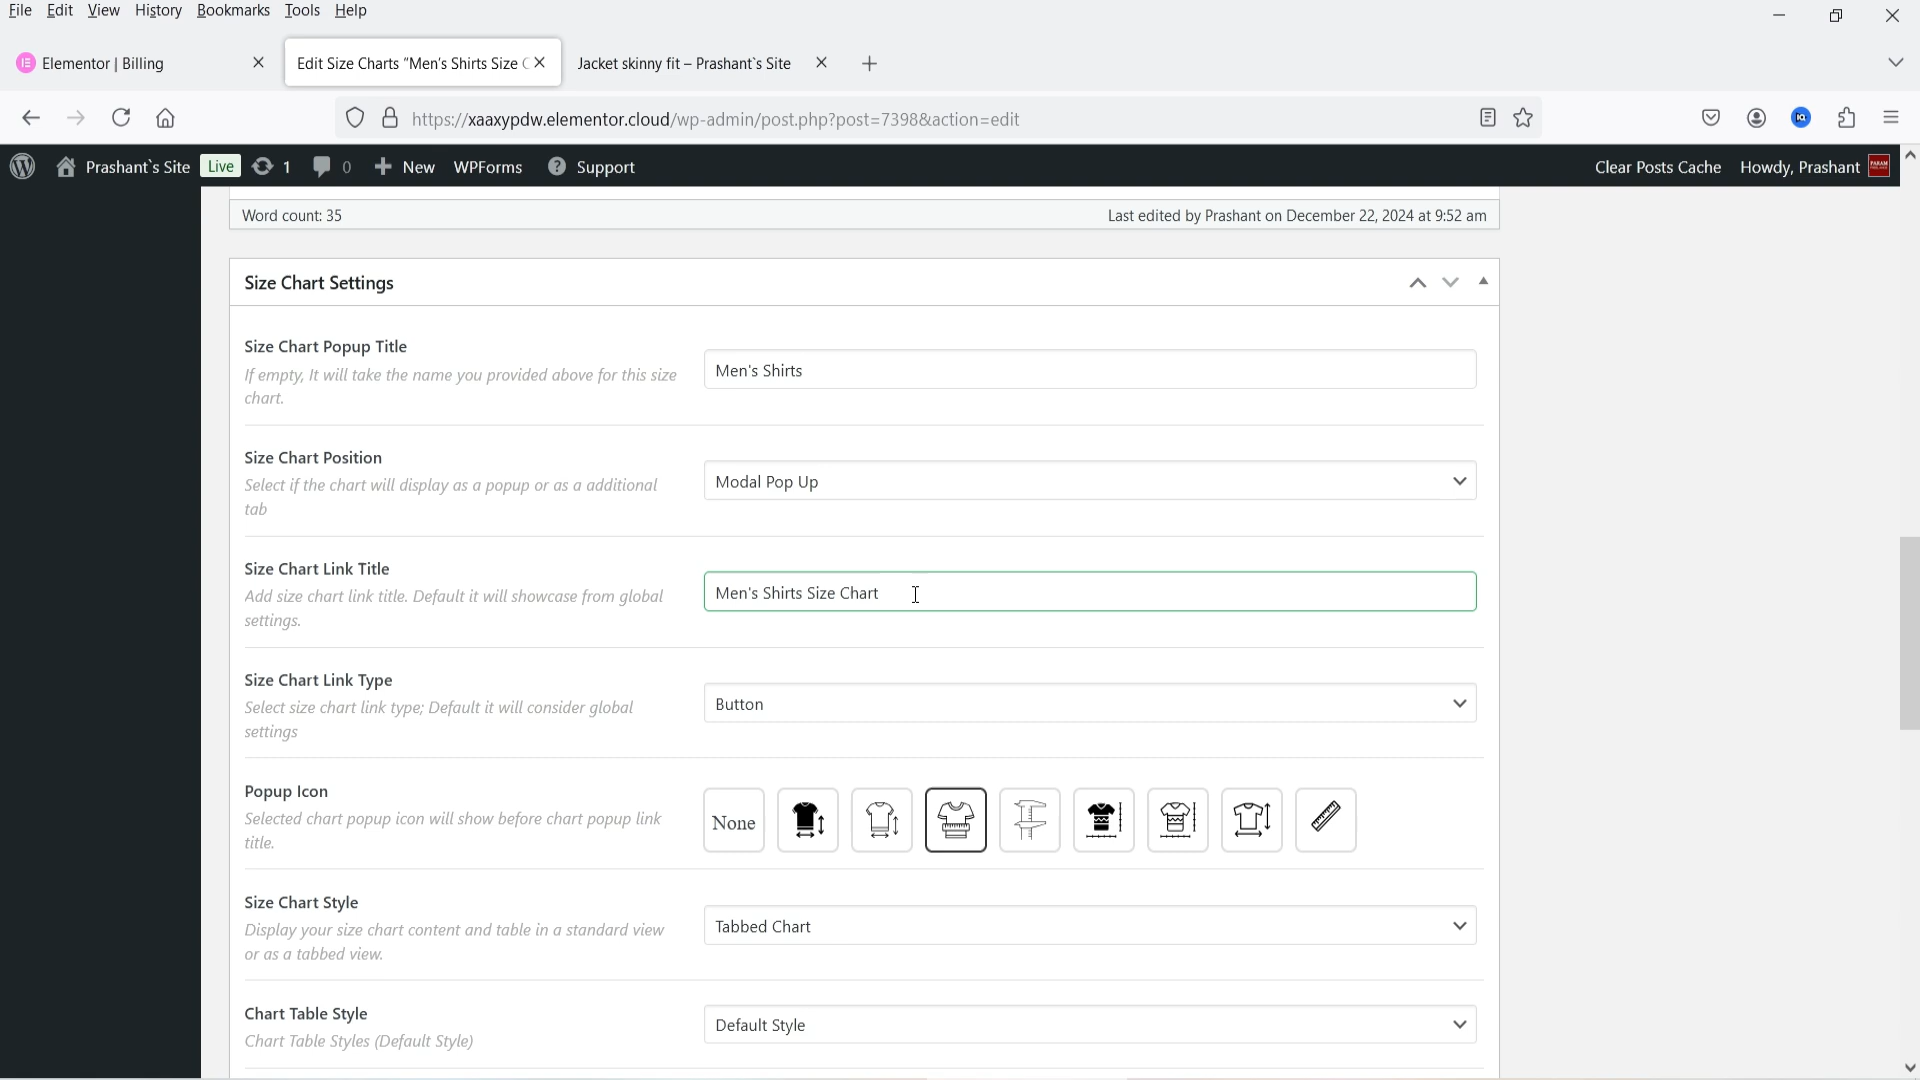 File Edit View History Bookmarks Tools Help
Elementor | Billing
Edit Size Charts "Men's Shirts Size C
Jacket skinny fit – Prashant`s Site
https://xaaxypdw.elementor.cloud/wp-admin/post.php?post=7398&action=edit
Prashant`s Site Live 1 0 New WPForms Support Clear Posts Cache Howdy, Prashant
Word count: 35 Last edited by Prashant on December 22, 2024 at 9:52 am
Size Chart Settings
Size Chart Popup Title
If empty, It will take the name you provided above for this size
chart.
Men's Shirts
Size Chart Position
Select if the chart will display as a popup or as a additional
tab
Modal Pop Up
Size Chart Link Title
Add size chart link title. Default it will showcase from global
settings.
Men's Shirts Size Chart
Size Chart Link Type
Select size chart link type; Default it will consider global
settings
Button
Popup Icon
Selected chart popup icon will show before chart popup link
title.
None
Size Chart Style
Display your size chart content and table in a standard view
or as a tabbed view.
Tabbed Chart
Chart Table Style
Chart Table Styles (Default Style)
Default Style